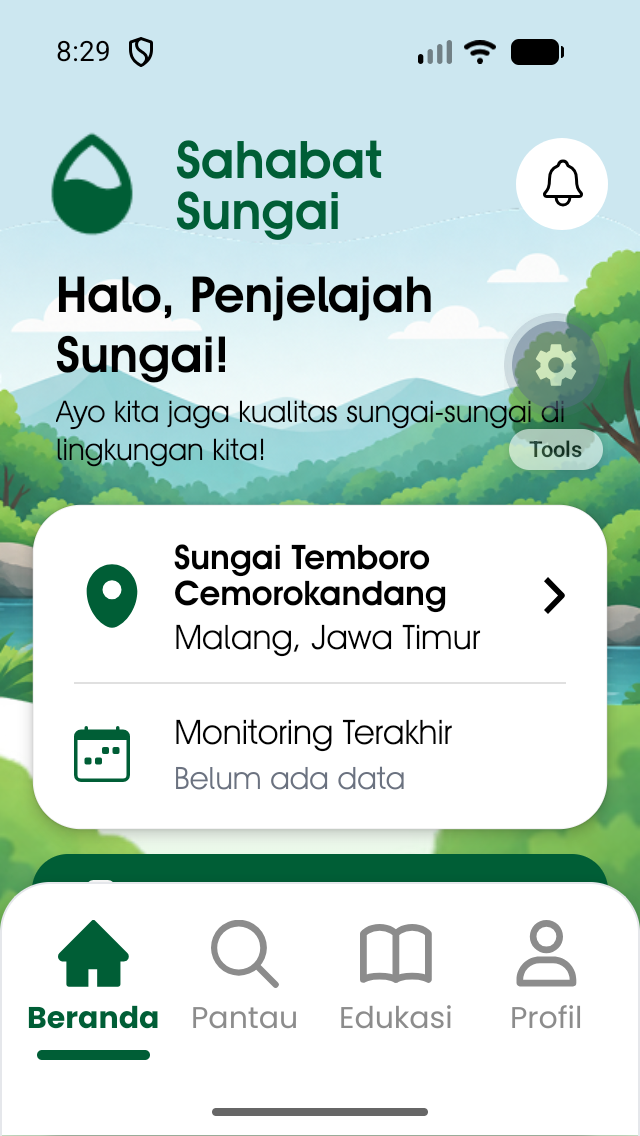 8:29
Sahabat
Sungai
Halo, Penjelajah
Sungai!
Ayo kita jaga kualitas sungai-sungai di
lingkungan kita!
Tools
Sungai Temboro
Cemorokandang
Malang, Jawa Timur
Monitoring Terakhir
Belum ada data
Beranda
Pantau
Edukasi
Profil